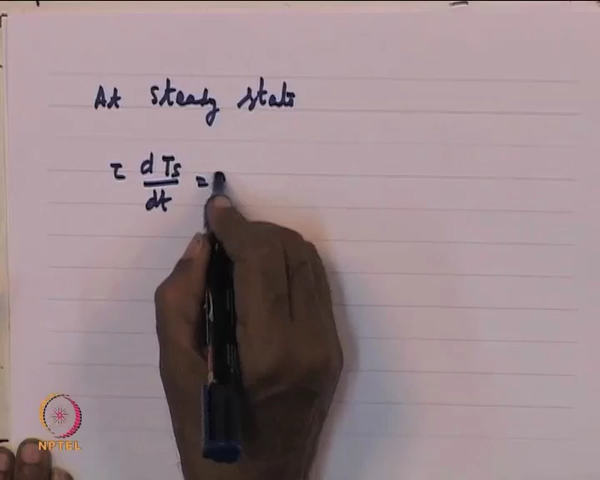 At steady state
τ dTs/dt =
NPTEL